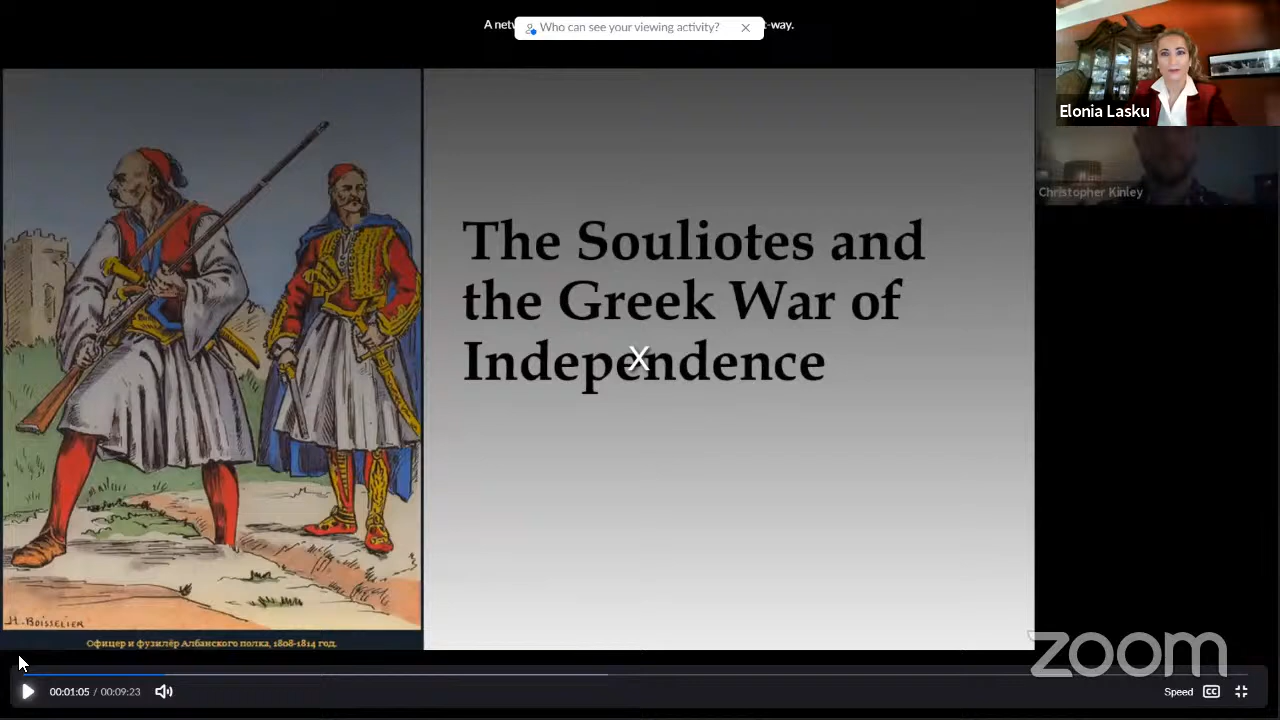 A net
Who can see your viewing activity?
t-way.
Elonia Lasku
Christopher Kinley
The Souliotes and
the Greek War of
Independence
X
H. BOISSELIER
Офицер и фузилёр Албанского полка, 1808-1814 год.
zoom
00:01:05 / 00:09:23
Speed
CC